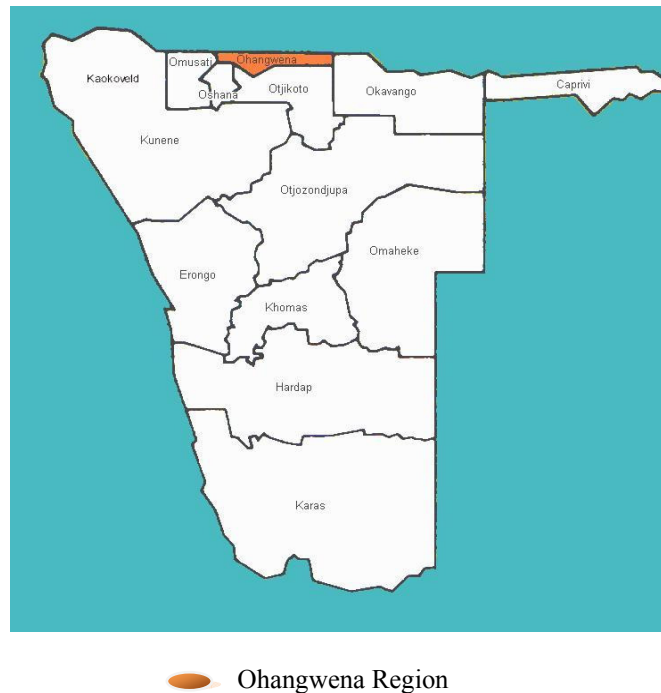 Ohangwena
Omusati
Kaokoveld
Oshana
Otjikoto
Okavango
Caprivi
Kunene
Otjozondjupa
Omaheke
Erongo
Khomas
Hardap
Karas
Ohangwena Region